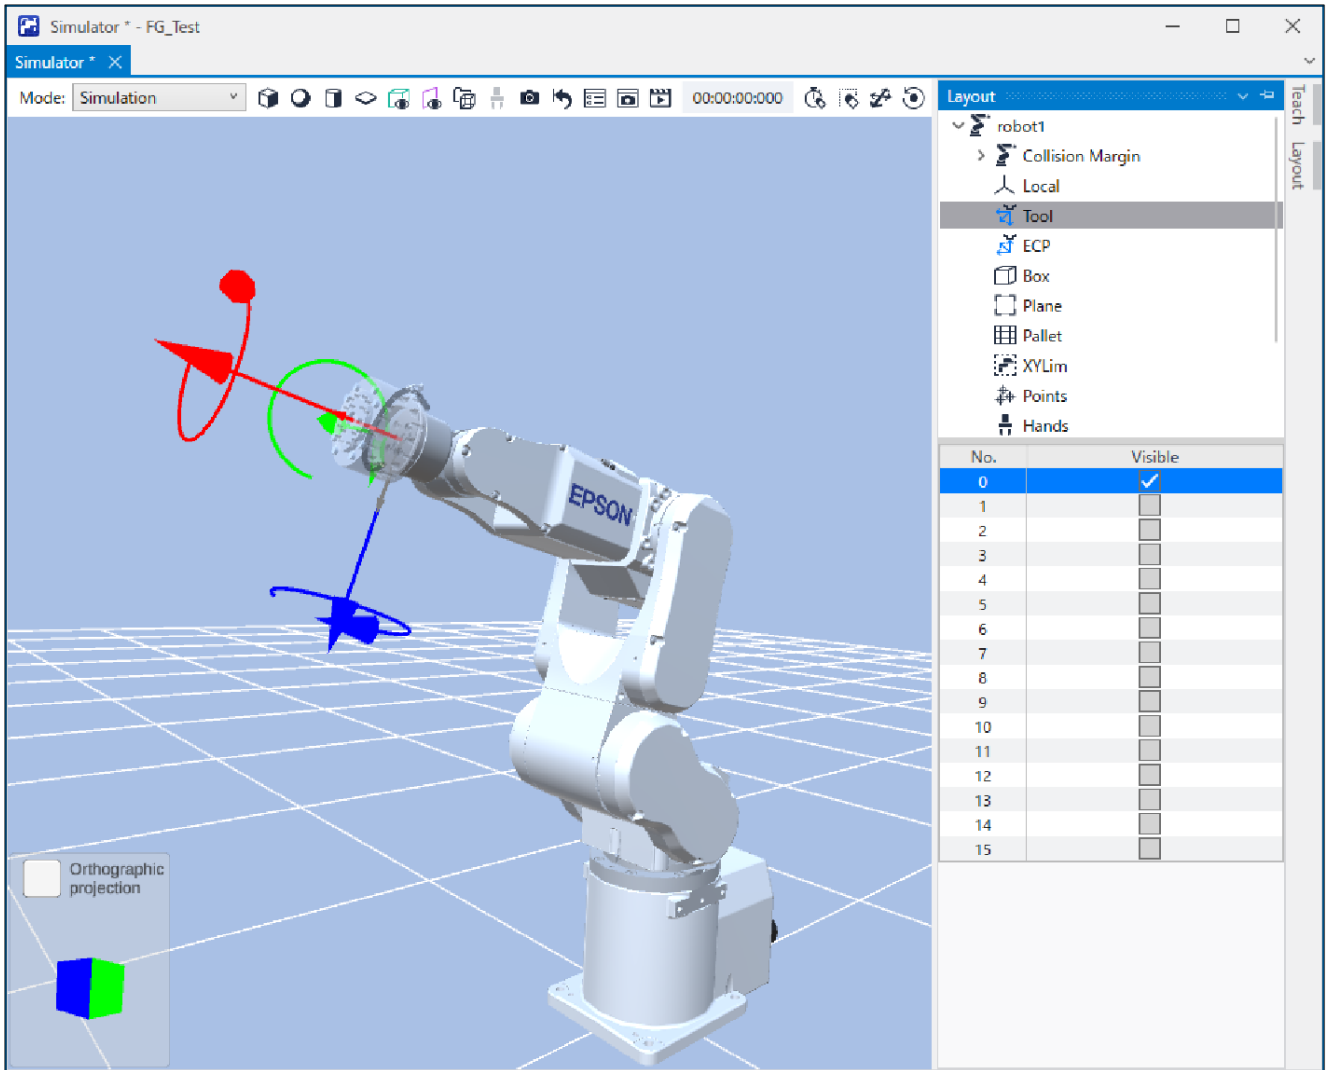 Simulator * - FG_Test
Simulator *
Mode: Simulation 00:00:00:000
Layout
robot1
Collision Margin
Local
Tool
ECP
Box
Plane
Pallet
XYLim
Points
Hands
Teach
Layout
No. Visible
0
1
2
3
4
5
6
7
8
9
10
11
12
13
14
15
EPSON
Orthographic
projection